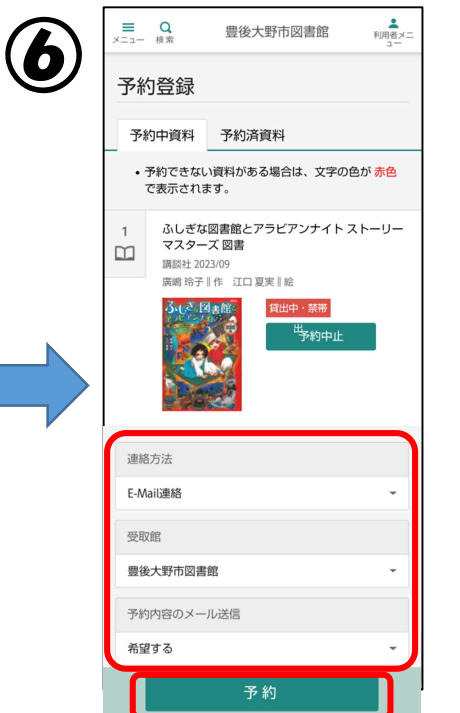 ⑥
メニュー
検索
豊後大野市図書館
利用者メニ
ュー
予約登録
予約中資料 予約済資料
• 予約できない資料がある場合は、文字の色が 赤色
で表示されます。
1
ふしぎな図書館とアラビアンナイト ストーリー
マスターズ 図書
講談社 2023/09
廣嶋 玲子‖作 江口 夏実‖絵
貸出中・禁帯
出
予約中止
連絡方法
E-Mail連絡
受取館
豊後大野市図書館
予約内容のメール送信
希望する
予 約